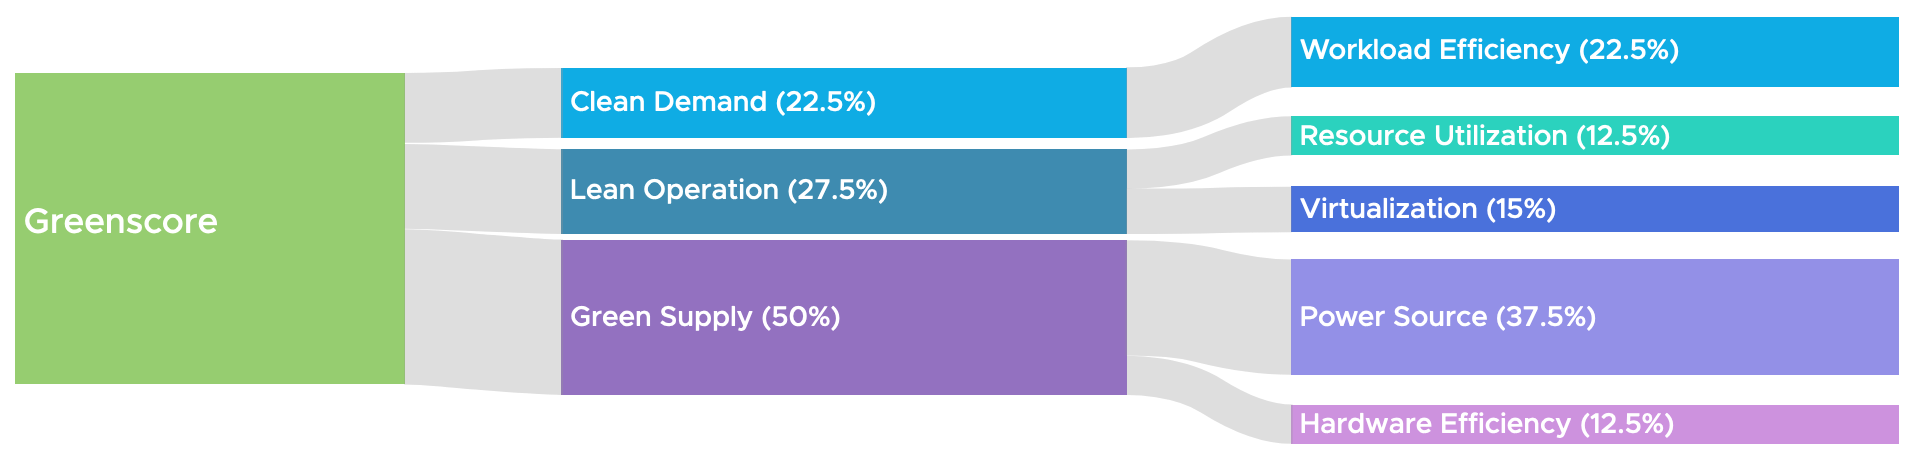 Greenscore
Clean Demand (22.5%)
Lean Operation (27.5%)
Green Supply (50%)
Workload Efficiency (22.5%)
Resource Utilization (12.5%)
Virtualization (15%)
Power Source (37.5%)
Hardware Efficiency (12.5%)